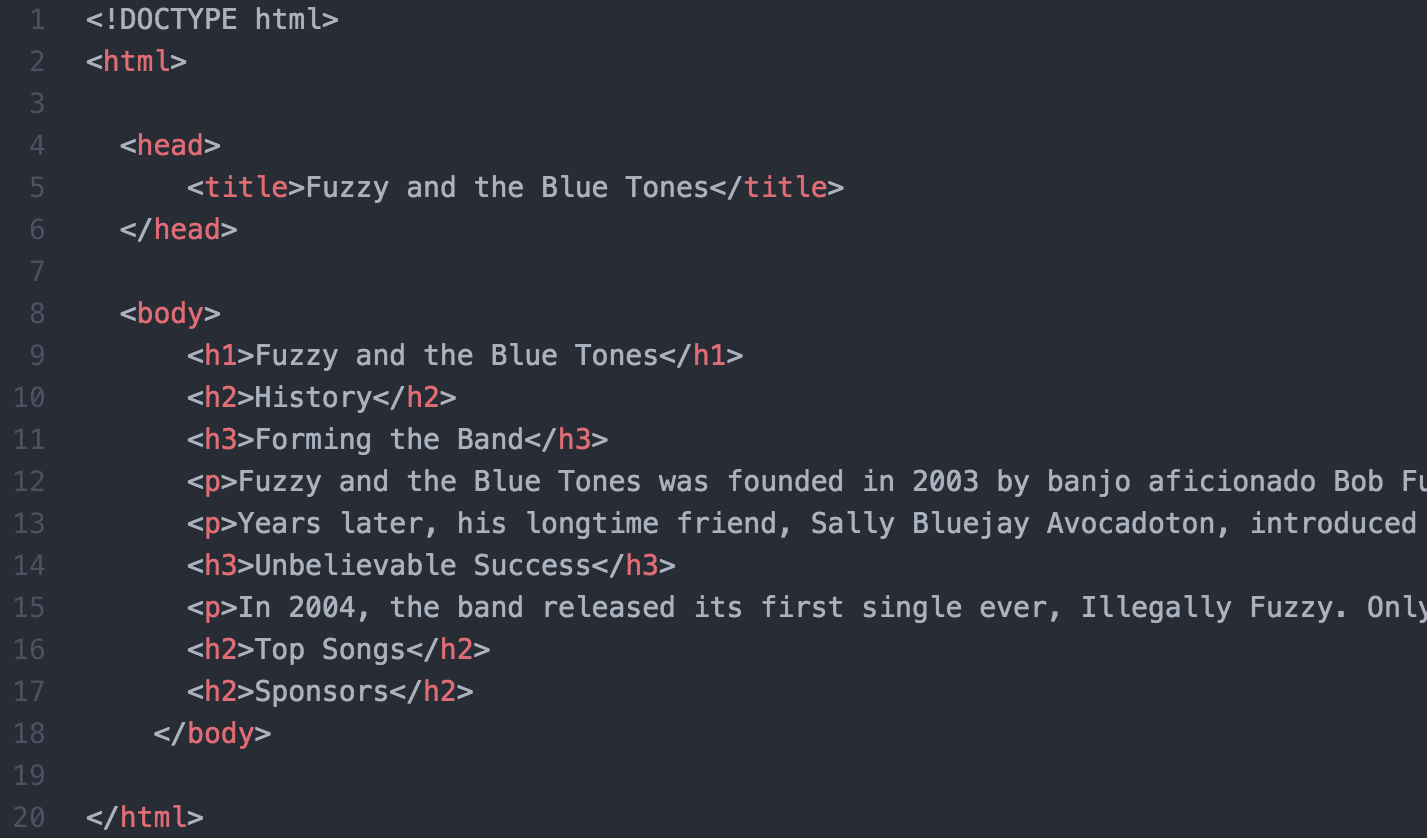 1 <!DOCTYPE html>
2 <html>
3
4 <head>
5 <title>Fuzzy and the Blue Tones</title>
6 </head>
7
8 <body>
9 <h1>Fuzzy and the Blue Tones</h1>
10 <h2>History</h2>
11 <h3>Forming the Band</h3>
12 <p>Fuzzy and the Blue Tones was founded in 2003 by banjo aficionado Bob Fu
13 <p>Years later, his longtime friend, Sally Bluejay Avocadoton, introduced
14 <h3>Unbelievable Success</h3>
15 <p>In 2004, the band released its first single ever, Illegally Fuzzy. Only
16 <h2>Top Songs</h2>
17 <h2>Sponsors</h2>
18 </body>
19
20 </html>